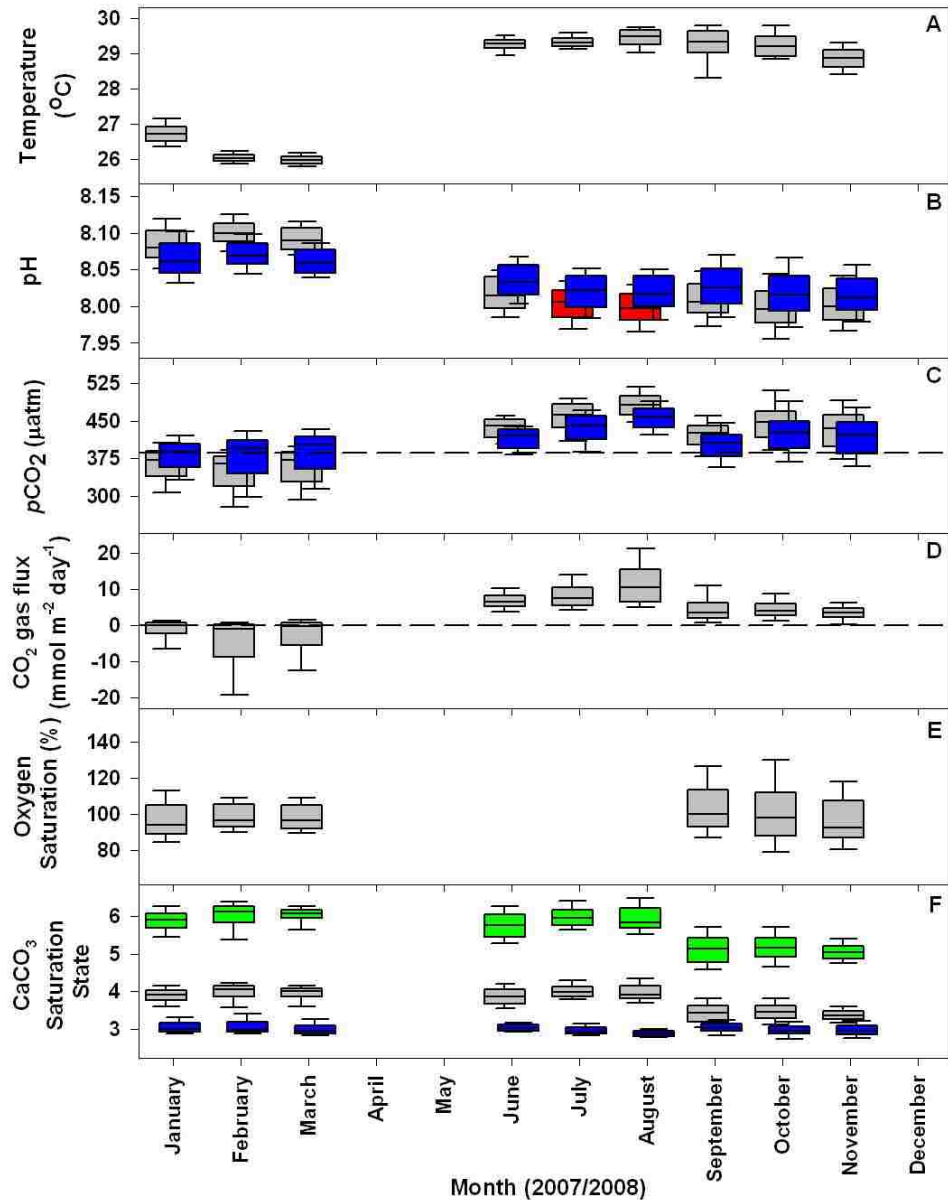 A
30
29
27
26
Temperature
(°C)
B
8.15
8.10
8.05
8.00
7.95
pH
C
525
450
375
300
pCO₂ (µatm)
D
20
10
0
-10
-20
CO₂ gas flux
(mmol m⁻² day⁻¹)
E
140
120
100
80
Oxygen
Saturation (%)
F
6
5
4
3
CaCO₃
Saturation
State
January
February
March
April
May
June
July
August
September
October
November
December
Month (2007/2008)